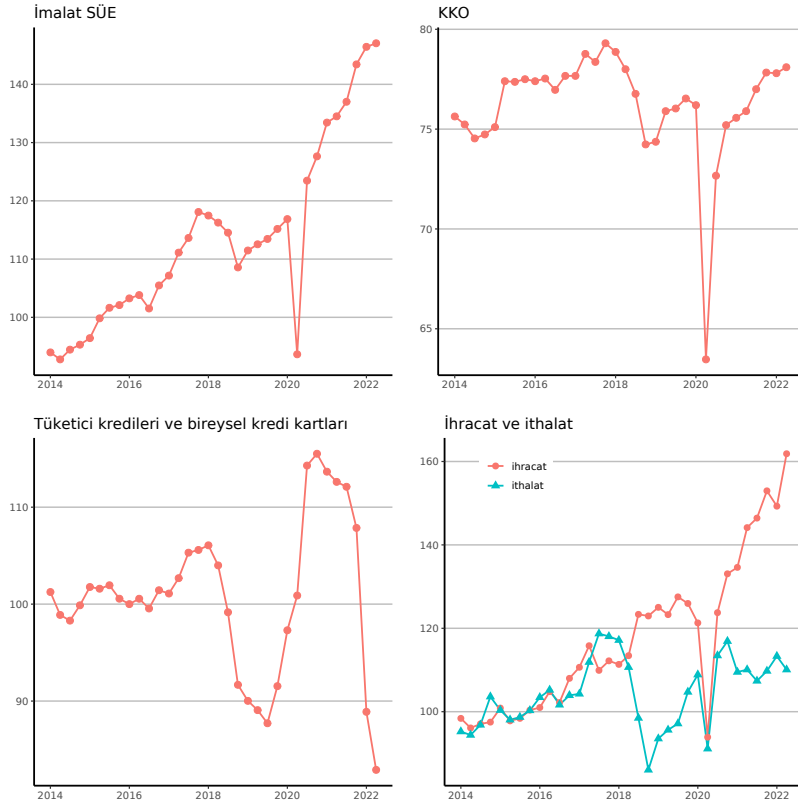 İmalat SÜE
140
130
120
110
100
2014 2016 2018 2020 2022
KKO
80
75
70
65
2014 2016 2018 2020 2022
Tüketici kredileri ve bireysel kredi kartları
110
100
90
2014 2016 2018 2020 2022
İhracat ve ithalat
160
140
120
100
ihracat
ithalat
2014 2016 2018 2020 2022